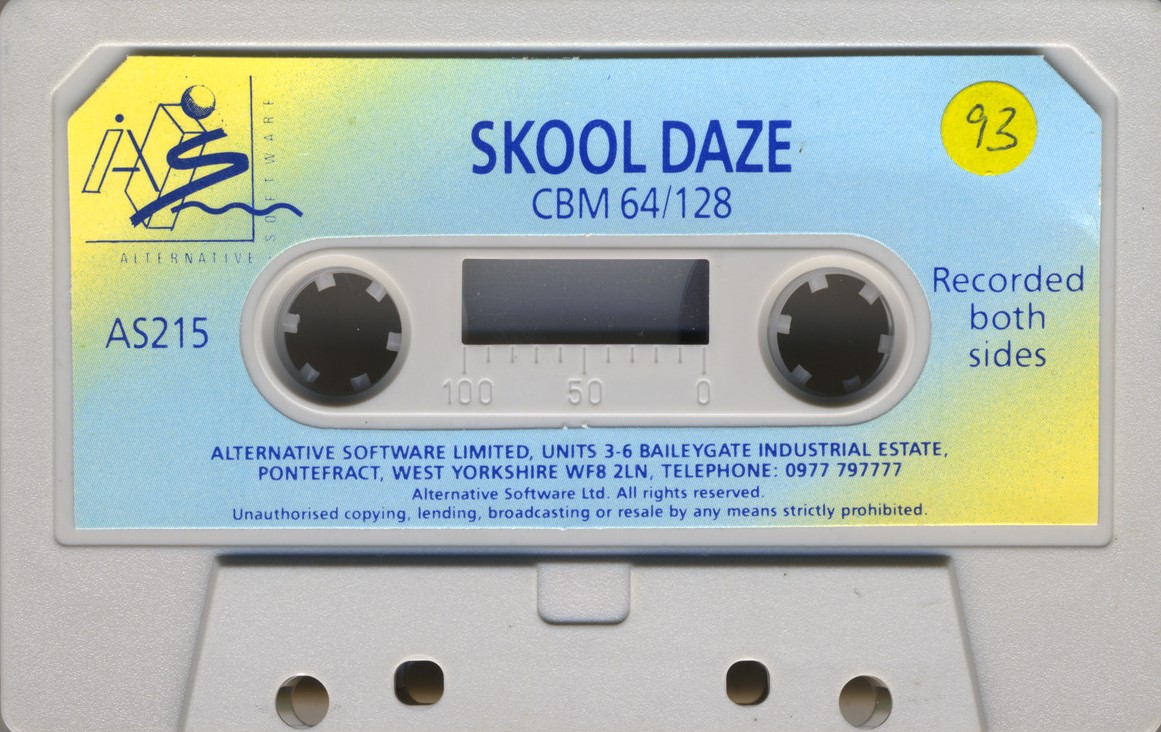 iAS
SOFTWARE
ALTERNATIVE
SKOOL DAZE
CBM 64/128
93
AS215
Recorded
both
sides
100 50 0
ALTERNATIVE SOFTWARE LIMITED, UNITS 3-6 BAILEYGATE INDUSTRIAL ESTATE,
PONTEFRACT, WEST YORKSHIRE WF8 2LN, TELEPHONE: 0977 797777
Alternative Software Ltd. All rights reserved.
Unauthorised copying, lending, broadcasting or resale by any means strictly prohibited.